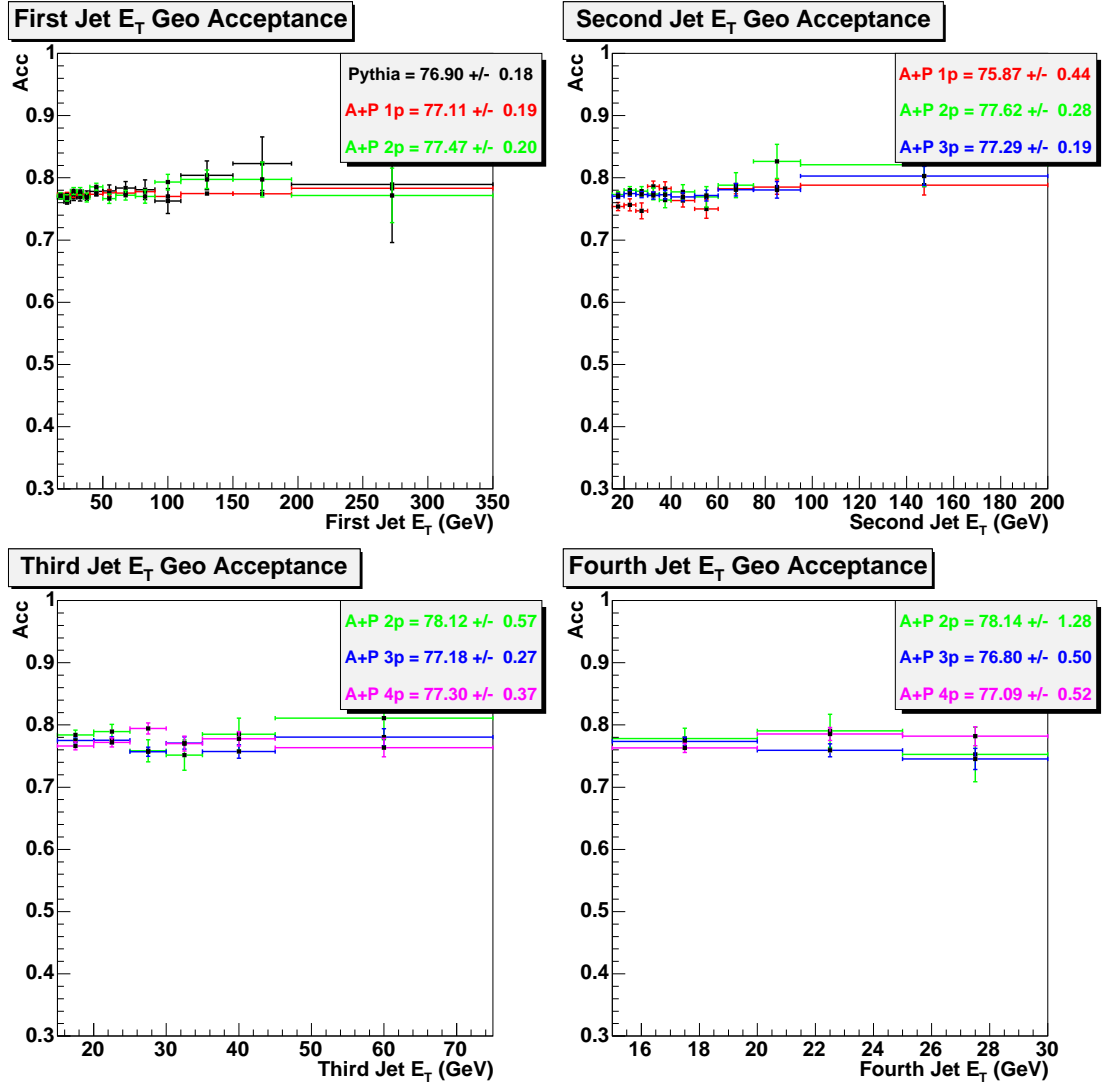 First Jet E_T Geo Acceptance
Acc
1
0.9
0.8
0.7
0.6
0.5
0.4
0.3
Pythia = 76.90 +/- 0.18
A+P 1p = 77.11 +/- 0.19
A+P 2p = 77.47 +/- 0.20
50 100 150 200 250 300 350
First Jet E_T (GeV)
Second Jet E_T Geo Acceptance
Acc
1
0.9
0.8
0.7
0.6
0.5
0.4
0.3
A+P 1p = 75.87 +/- 0.44
A+P 2p = 77.62 +/- 0.28
A+P 3p = 77.29 +/- 0.19
20 40 60 80 100 120 140 160 180 200
Second Jet E_T (GeV)
Third Jet E_T Geo Acceptance
Acc
1
0.9
0.8
0.7
0.6
0.5
0.4
0.3
A+P 2p = 78.12 +/- 0.57
A+P 3p = 77.18 +/- 0.27
A+P 4p = 77.30 +/- 0.37
20 30 40 50 60 70
Third Jet E_T (GeV)
Fourth Jet E_T Geo Acceptance
Acc
1
0.9
0.8
0.7
0.6
0.5
0.4
0.3
A+P 2p = 78.14 +/- 1.28
A+P 3p = 76.80 +/- 0.50
A+P 4p = 77.09 +/- 0.52
16 18 20 22 24 26 28 30
Fourth Jet E_T (GeV)